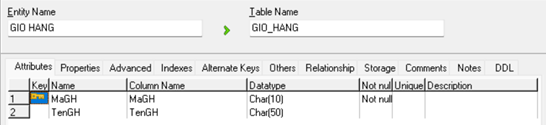 Entity Name Table Name
GIO HANG GIO_HANG
Attributes Properties Advanced Indexes Alternate Keys Others Relationship Storage Comments Notes DDL
Key Name Column Name Datatype Not nul Unique Description
1 MaGH MaGH Char(10) Not null
2 TenGH TenGH Char(50)